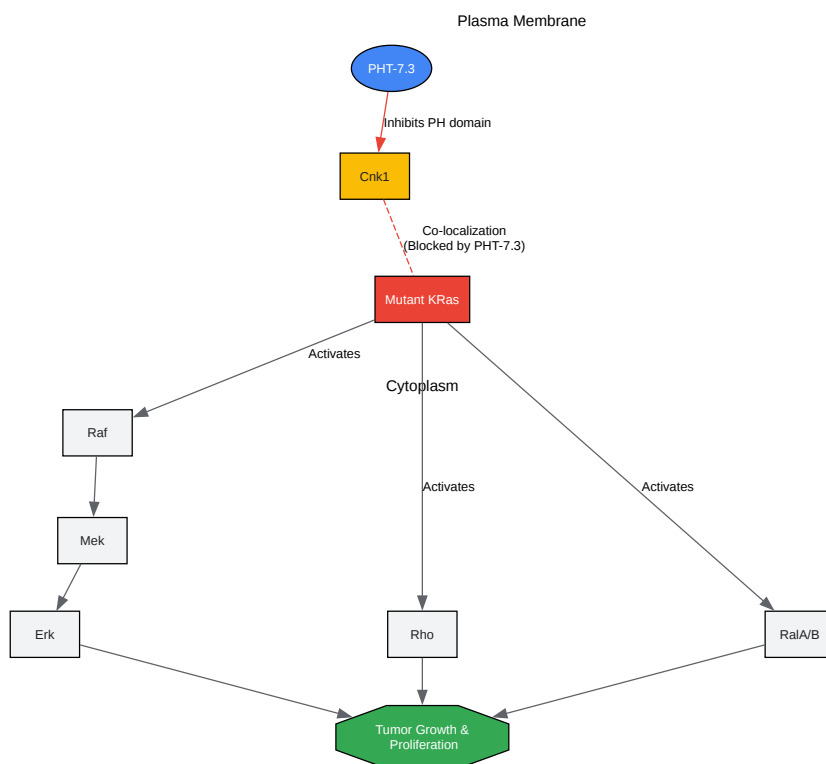 Plasma Membrane
PHT-7.3
Inhibits PH domain
Cnk1
Co-localization
(Blocked by PHT-7.3)
Mutant KRas
Activates
Cytoplasm
Raf
Activates
Activates
Mek
Erk
Rho
RalA/B
Tumor Growth &
Proliferation